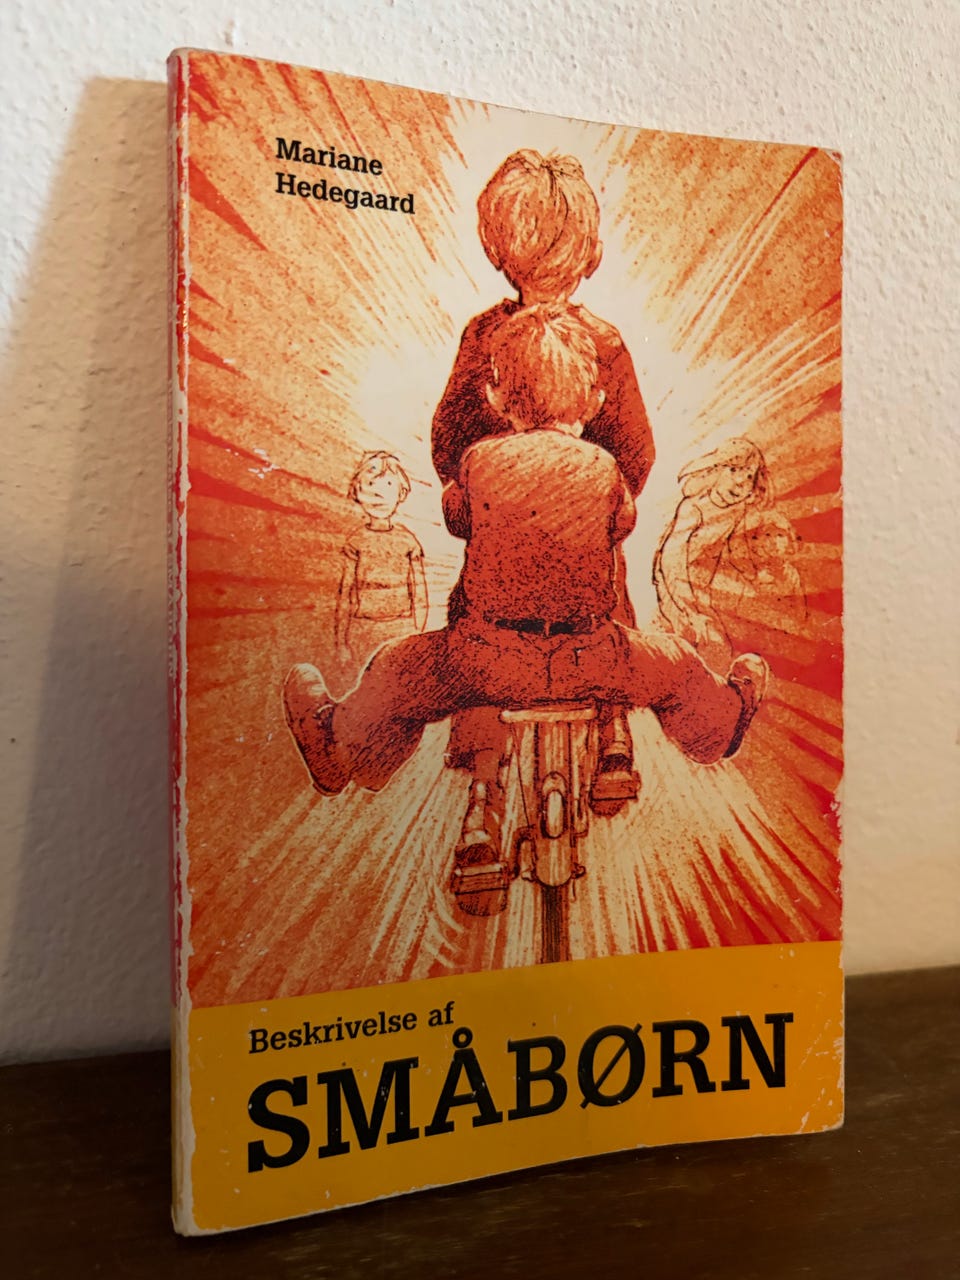 Mariane
Hedegaard
Beskrivelse af
SMÅBØRN